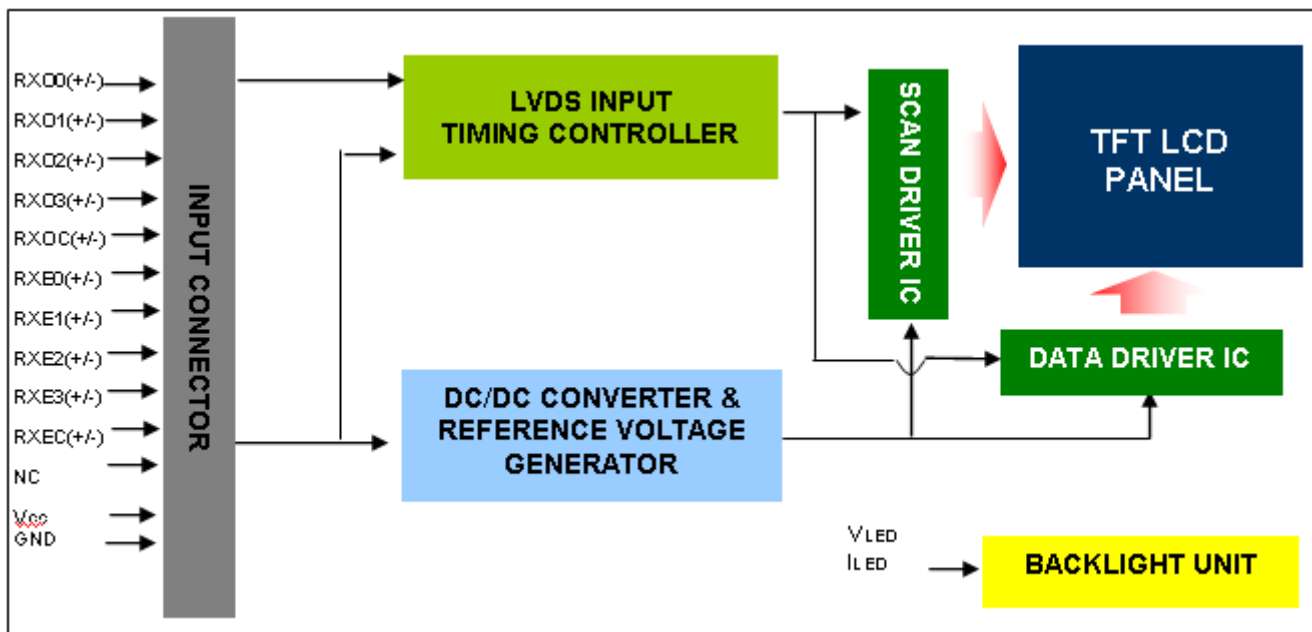 RXO0(+/-)
RXO1(+/-)
RXO2(+/-)
RXO3(+/-)
RXOC(+/-)
RXE0(+/-)
RXE1(+/-)
RXE2(+/-)
RXE3(+/-)
RXEC(+/-)
NC
Vcc
GND
INPUT CONNECTOR
LVDS INPUT
TIMING CONTROLLER
DC/DC CONVERTER &
REFERENCE VOLTAGE
GENERATOR
SCAN DRIVER IC
TFT LCD
PANEL
DATA DRIVER IC
VLED
ILED
BACKLIGHT UNIT